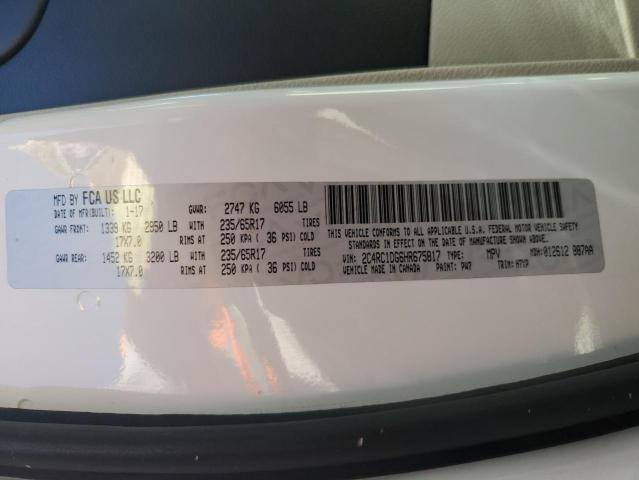 MFD BY FCA US LLC
DATE OF MFR(BUILT): 1-17 GVWR: 2747 KG 6055 LB
GAWR FRONT: 1339 KG 2950 LB WITH 235/65R17 TIRES
17X7.0 RIMS AT 250 KPA ( 36 PSI) COLD
GAWR REAR: 1452 KG 3200 LB WITH 235/65R17 TIRES
17X7.0 RIMS AT 250 KPA ( 36 PSI) COLD
THIS VEHICLE CONFORMS TO ALL APPLICABLE U.S.A. FEDERAL MOTOR VEHICLE SAFETY
STANDARDS IN EFFECT ON THE DATE OF MANUFACTURE SHOWN ABOVE.
VIN: 2C4RC1DG6HR675817 TYPE: MPV MDH: 012612 887AA
VEHICLE MADE IN CANADA PAINT: PW7 TRIM: